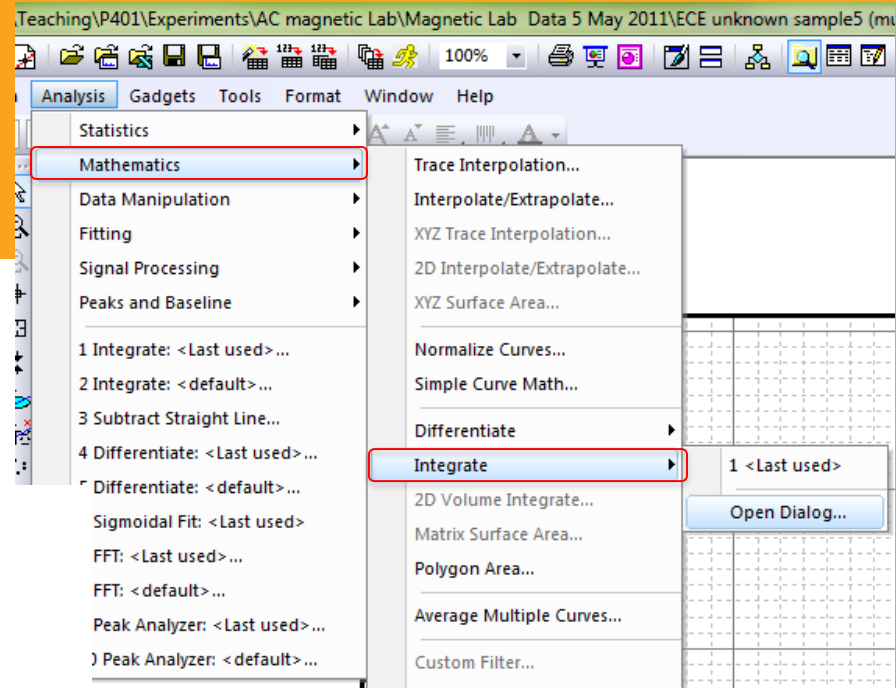 \Teaching\P401\Experiments\AC magnetic Lab\Magnetic Lab Data 5 May 2011\ECE unknown sample5 (mu
100%
Analysis Gadgets Tools Format Window Help
Statistics
Mathematics
Data Manipulation
Fitting
Signal Processing
Peaks and Baseline
1 Integrate: <Last used>...
2 Integrate: <default>...
3 Subtract Straight Line...
4 Differentiate: <Last used>...
Differentiate: <default>...
Sigmoidal Fit: <Last used>
FFT: <Last used>...
FFT: <default>...
Peak Analyzer: <Last used>...
Peak Analyzer: <default>...
Trace Interpolation...
Interpolate/Extrapolate...
XYZ Trace Interpolation...
2D Interpolate/Extrapolate...
XYZ Surface Area...
Normalize Curves...
Simple Curve Math...
Differentiate
Integrate
2D Volume Integrate...
Matrix Surface Area...
Polygon Area...
Average Multiple Curves...
Custom Filter...
1 <Last used>
Open Dialog...